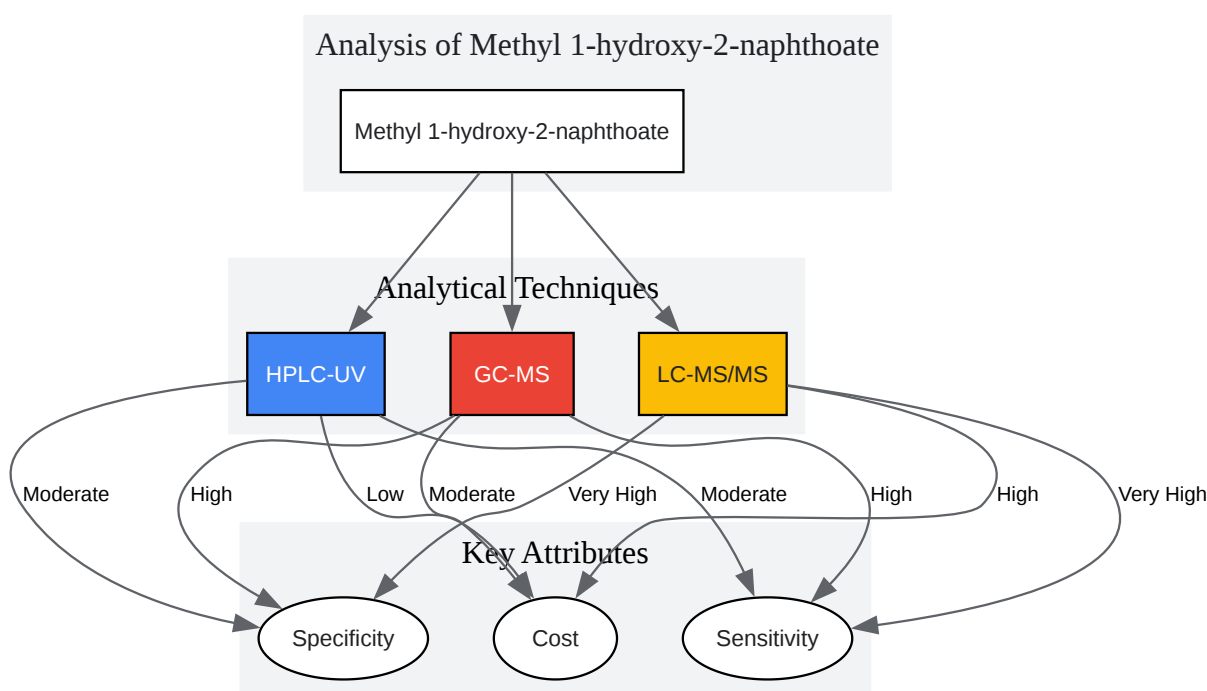 Analysis of Methyl 1-hydroxy-2-naphthoate
Methyl 1-hydroxy-2-naphthoate
Analytical Techniques
HPLC-UV
GC-MS
LC-MS/MS
Moderate
High
Low
Moderate
Very High
Moderate
High
High
Very High
Key Attributes
Specificity
Cost
Sensitivity